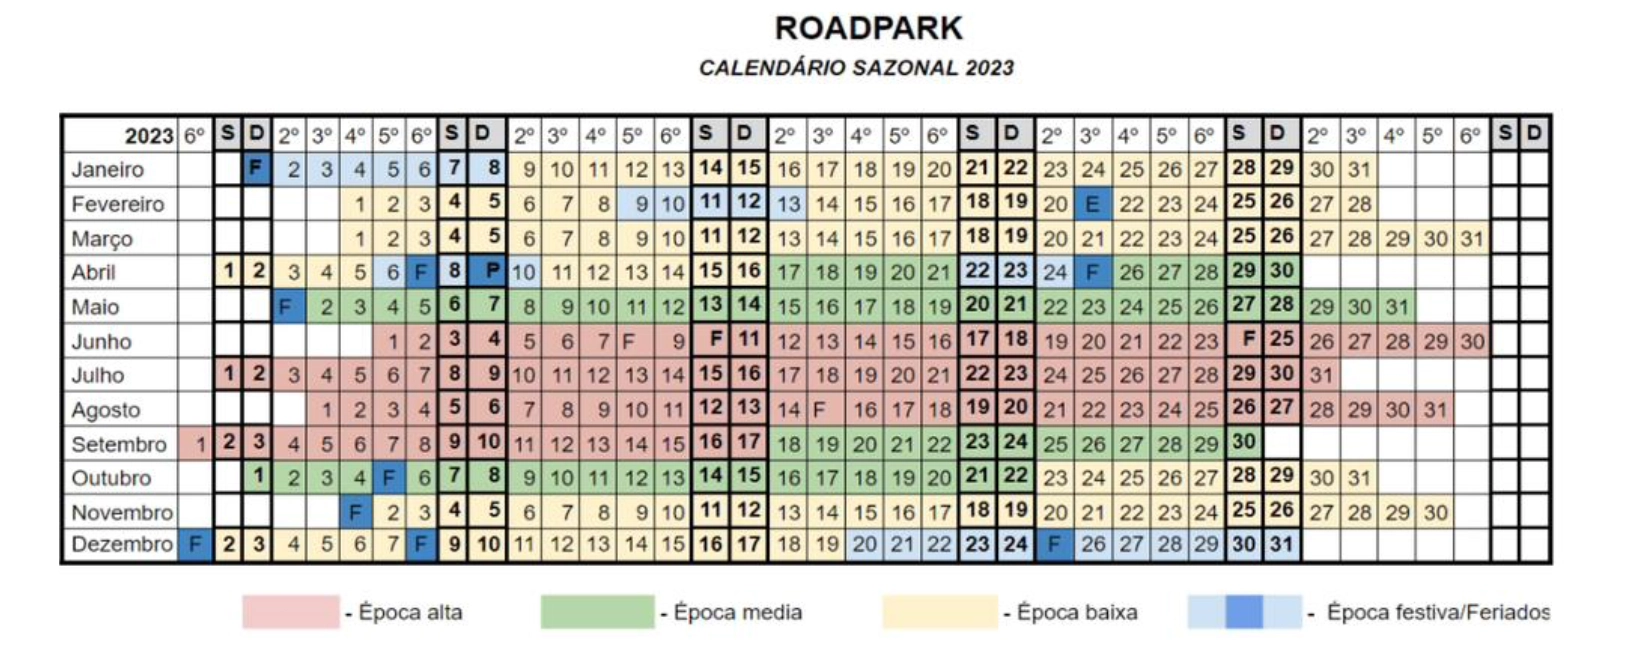 ROADPARK
CALENDÁRIO SAZONAL 2023
2023 6º S D 2º 3º 4º 5º 6º S D 2º 3º 4º 5º 6º S D 2º 3º 4º 5º 6º S D 2º 3º 4º 5º 6º S D 2º 3º 4º 5º 6º S D
Janeiro F 2 3 4 5 6 7 8 9 10 11 12 13 14 15 16 17 18 19 20 21 22 23 24 25 26 27 28 29 30 31
Fevereiro 1 2 3 4 5 6 7 8 9 10 11 12 13 14 15 16 17 18 19 20 E 22 23 24 25 26 27 28
Março 1 2 3 4 5 6 7 8 9 10 11 12 13 14 15 16 17 18 19 20 21 22 23 24 25 26 27 28 29 30 31
Abril 1 2 3 4 5 6 F 8 P 10 11 12 13 14 15 16 17 18 19 20 21 22 23 24 F 26 27 28 29 30
Maio F 2 3 4 5 6 7 8 9 10 11 12 13 14 15 16 17 18 19 20 21 22 23 24 25 26 27 28 29 30 31
Junho 1 2 3 4 5 6 7 F 9 F 11 12 13 14 15 16 17 18 19 20 21 22 23 F 25 26 27 28 29 30
Julho 1 2 3 4 5 6 7 8 9 10 11 12 13 14 15 16 17 18 19 20 21 22 23 24 25 26 27 28 29 30 31
Agosto 1 2 3 4 5 6 7 8 9 10 11 12 13 14 F 16 17 18 19 20 21 22 23 24 25 26 27 28 29 30 31
Setembro 1 2 3 4 5 6 7 8 9 10 11 12 13 14 15 16 17 18 19 20 21 22 23 24 25 26 27 28 29 30
Outubro 1 2 3 4 F 6 7 8 9 10 11 12 13 14 15 16 17 18 19 20 21 22 23 24 25 26 27 28 29 30 31
Novembro F 2 3 4 5 6 7 8 9 10 11 12 13 14 15 16 17 18 19 20 21 22 23 24 25 26 27 28 29 30
Dezembro F 2 3 4 5 6 7 F 9 10 11 12 13 14 15 16 17 18 19 20 21 22 23 24 F 26 27 28 29 30 31
- Época alta - Época media - Época baixa - Época festiva/Feriados